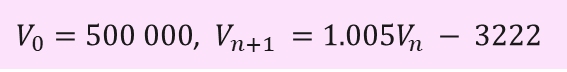 V₀ = 500 000, Vₙ₊₁ = 1.005Vₙ − 3222